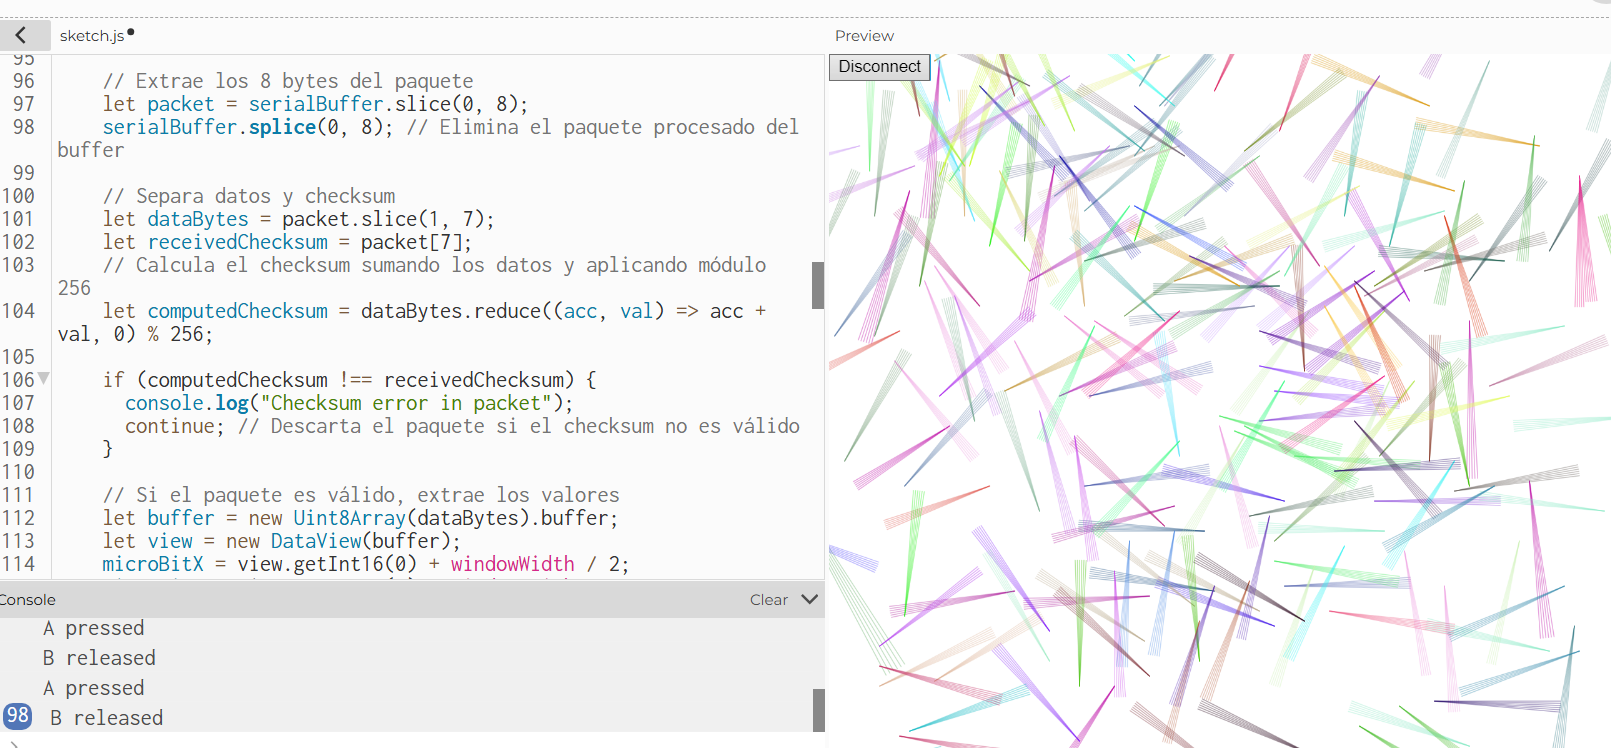 sketch.js
Preview
Disconnect
95
96 // Extrae los 8 bytes del paquete
97 let packet = serialBuffer.slice(0, 8);
98 serialBuffer.splice(0, 8); // Elimina el paquete procesado del
buffer
99
100 // Separa datos y checksum
101 let dataBytes = packet.slice(1, 7);
102 let receivedChecksum = packet[7];
103 // Calcula el checksum sumando los datos y aplicando módulo
256
104 let computedChecksum = dataBytes.reduce((acc, val) => acc +
val, 0) % 256;
105
106 if (computedChecksum !== receivedChecksum) {
107 console.log("Checksum error in packet");
108 continue; // Descarta el paquete si el checksum no es válido
109 }
110
111 // Si el paquete es válido, extrae los valores
112 let buffer = new Uint8Array(dataBytes).buffer;
113 let view = new DataView(buffer);
114 microBitX = view.getInt16(0) + windowWidth / 2;
Console
Clear
A pressed
B released
A pressed
98 B released